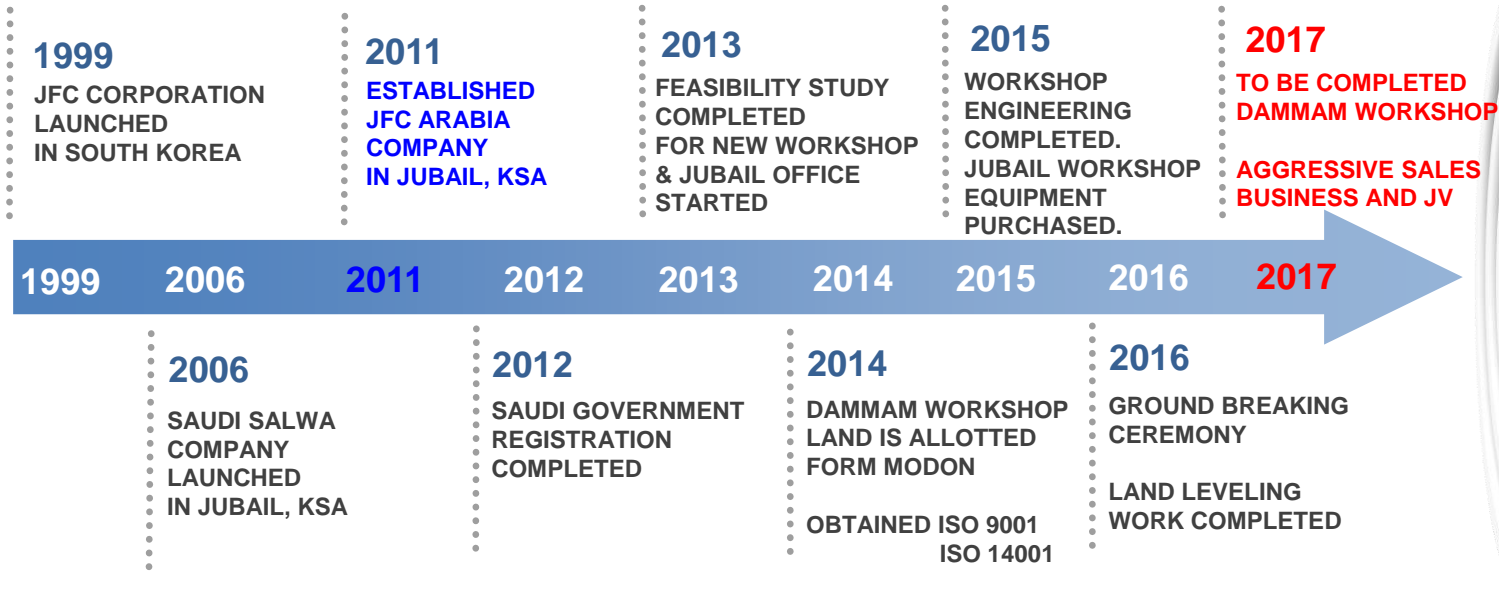 1999
JFC CORPORATION
LAUNCHED
IN SOUTH KOREA
2011
ESTABLISHED
JFC ARABIA
COMPANY
IN JUBAIL, KSA
2013
FEASIBILITY STUDY
COMPLETED
FOR NEW WORKSHOP
& JUBAIL OFFICE
STARTED
2015
WORKSHOP
ENGINEERING
COMPLETED.
JUBAIL WORKSHOP
EQUIPMENT
PURCHASED.
2017
TO BE COMPLETED
DAMMAM WORKSHOP
AGGRESSIVE SALES
BUSINESS AND JV
1999 2006 2011 2012 2013 2014 2015 2016 2017
2006
SAUDI SALWA
COMPANY
LAUNCHED
IN JUBAIL, KSA
2012
SAUDI GOVERNMENT
REGISTRATION
COMPLETED
2014
DAMMAM WORKSHOP
LAND IS ALLOTTED
FORM MODON
OBTAINED ISO 9001
ISO 14001
2016
GROUND BREAKING
CEREMONY
LAND LEVELING
WORK COMPLETED